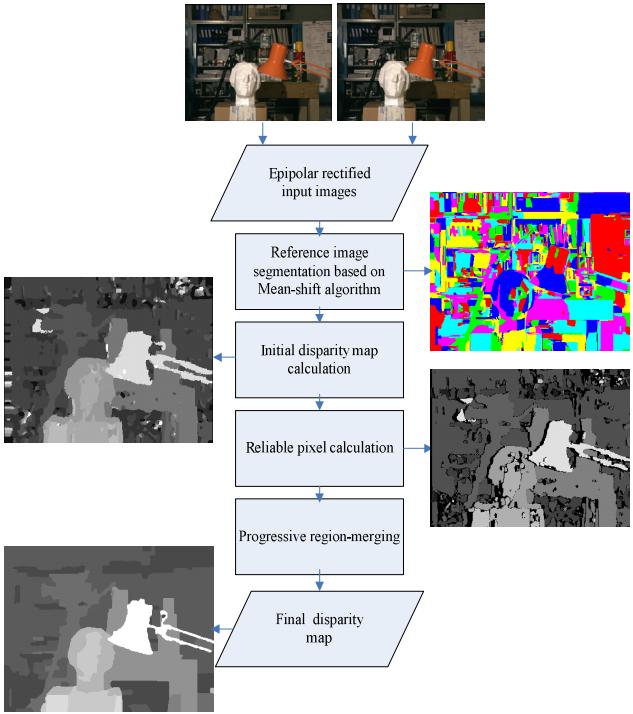 Epipolar rectified
input images
Reference image
segmentation based on
Mean-shift algorithm
Initial disparity map
calculation
Reliable pixel calculation
Progressive region-merging
Final disparity
map